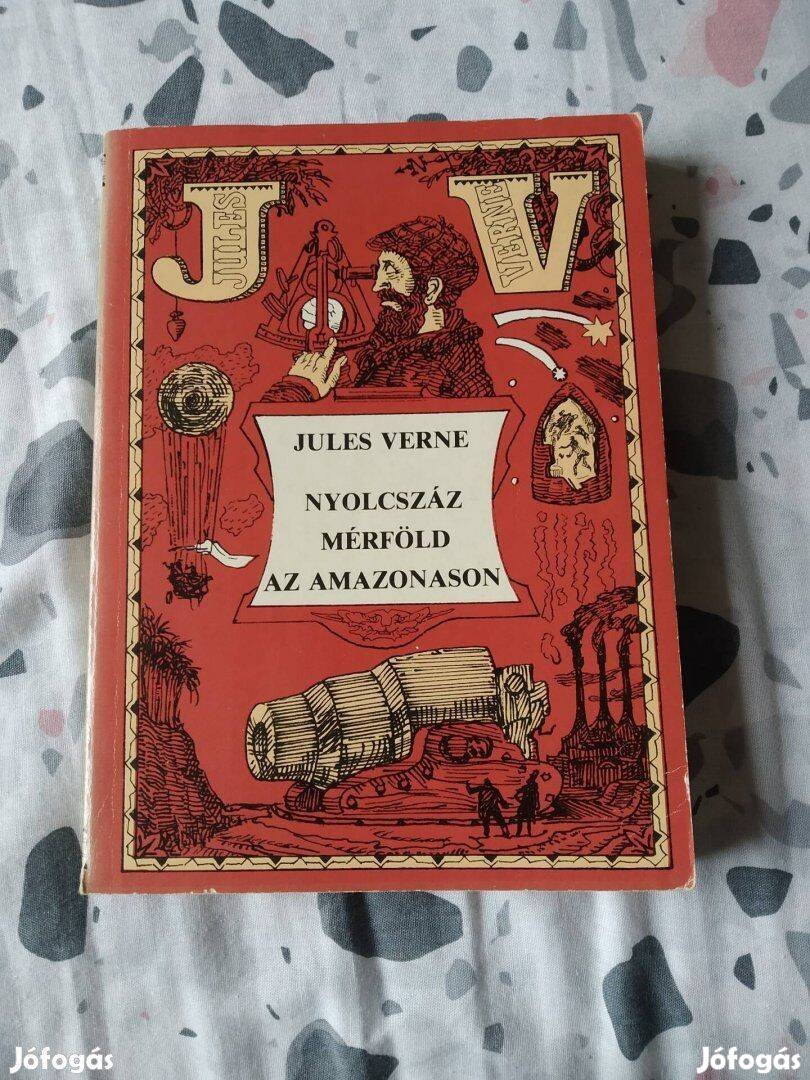 JULES
VERNE
JULES VERNE
NYOLCSZÁZ
MÉRFÖLD
AZ AMAZONASON
Jófogás
Jófogás